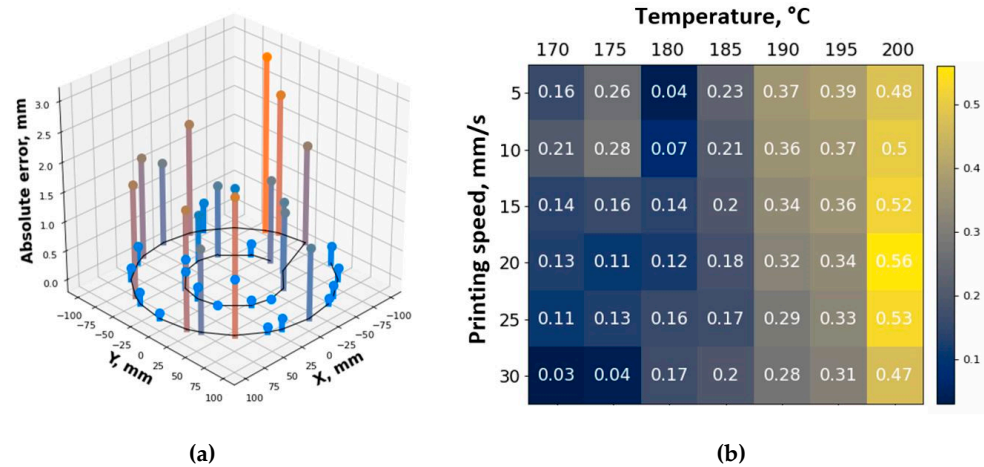 Absolute error, mm
3.0
2.5
2.0
1.5
1.0
0.5
0.0
−100
−75
−50
−25
0
25
50
75
100
Y, mm
−100
−75
−50
−25
0
25
50
75
100
X, mm
(a)
Temperature, °C
170 175 180 185 190 195 200
Printing speed, mm/s
5 0.16 0.26 0.04 0.23 0.37 0.39 0.48
10 0.21 0.28 0.07 0.21 0.36 0.37 0.5
15 0.14 0.16 0.14 0.2 0.34 0.36 0.52
20 0.13 0.11 0.12 0.18 0.32 0.34 0.56
25 0.11 0.13 0.16 0.17 0.29 0.33 0.53
30 0.03 0.04 0.17 0.2 0.28 0.31 0.47
0.5
0.4
0.3
0.2
0.1
(b)